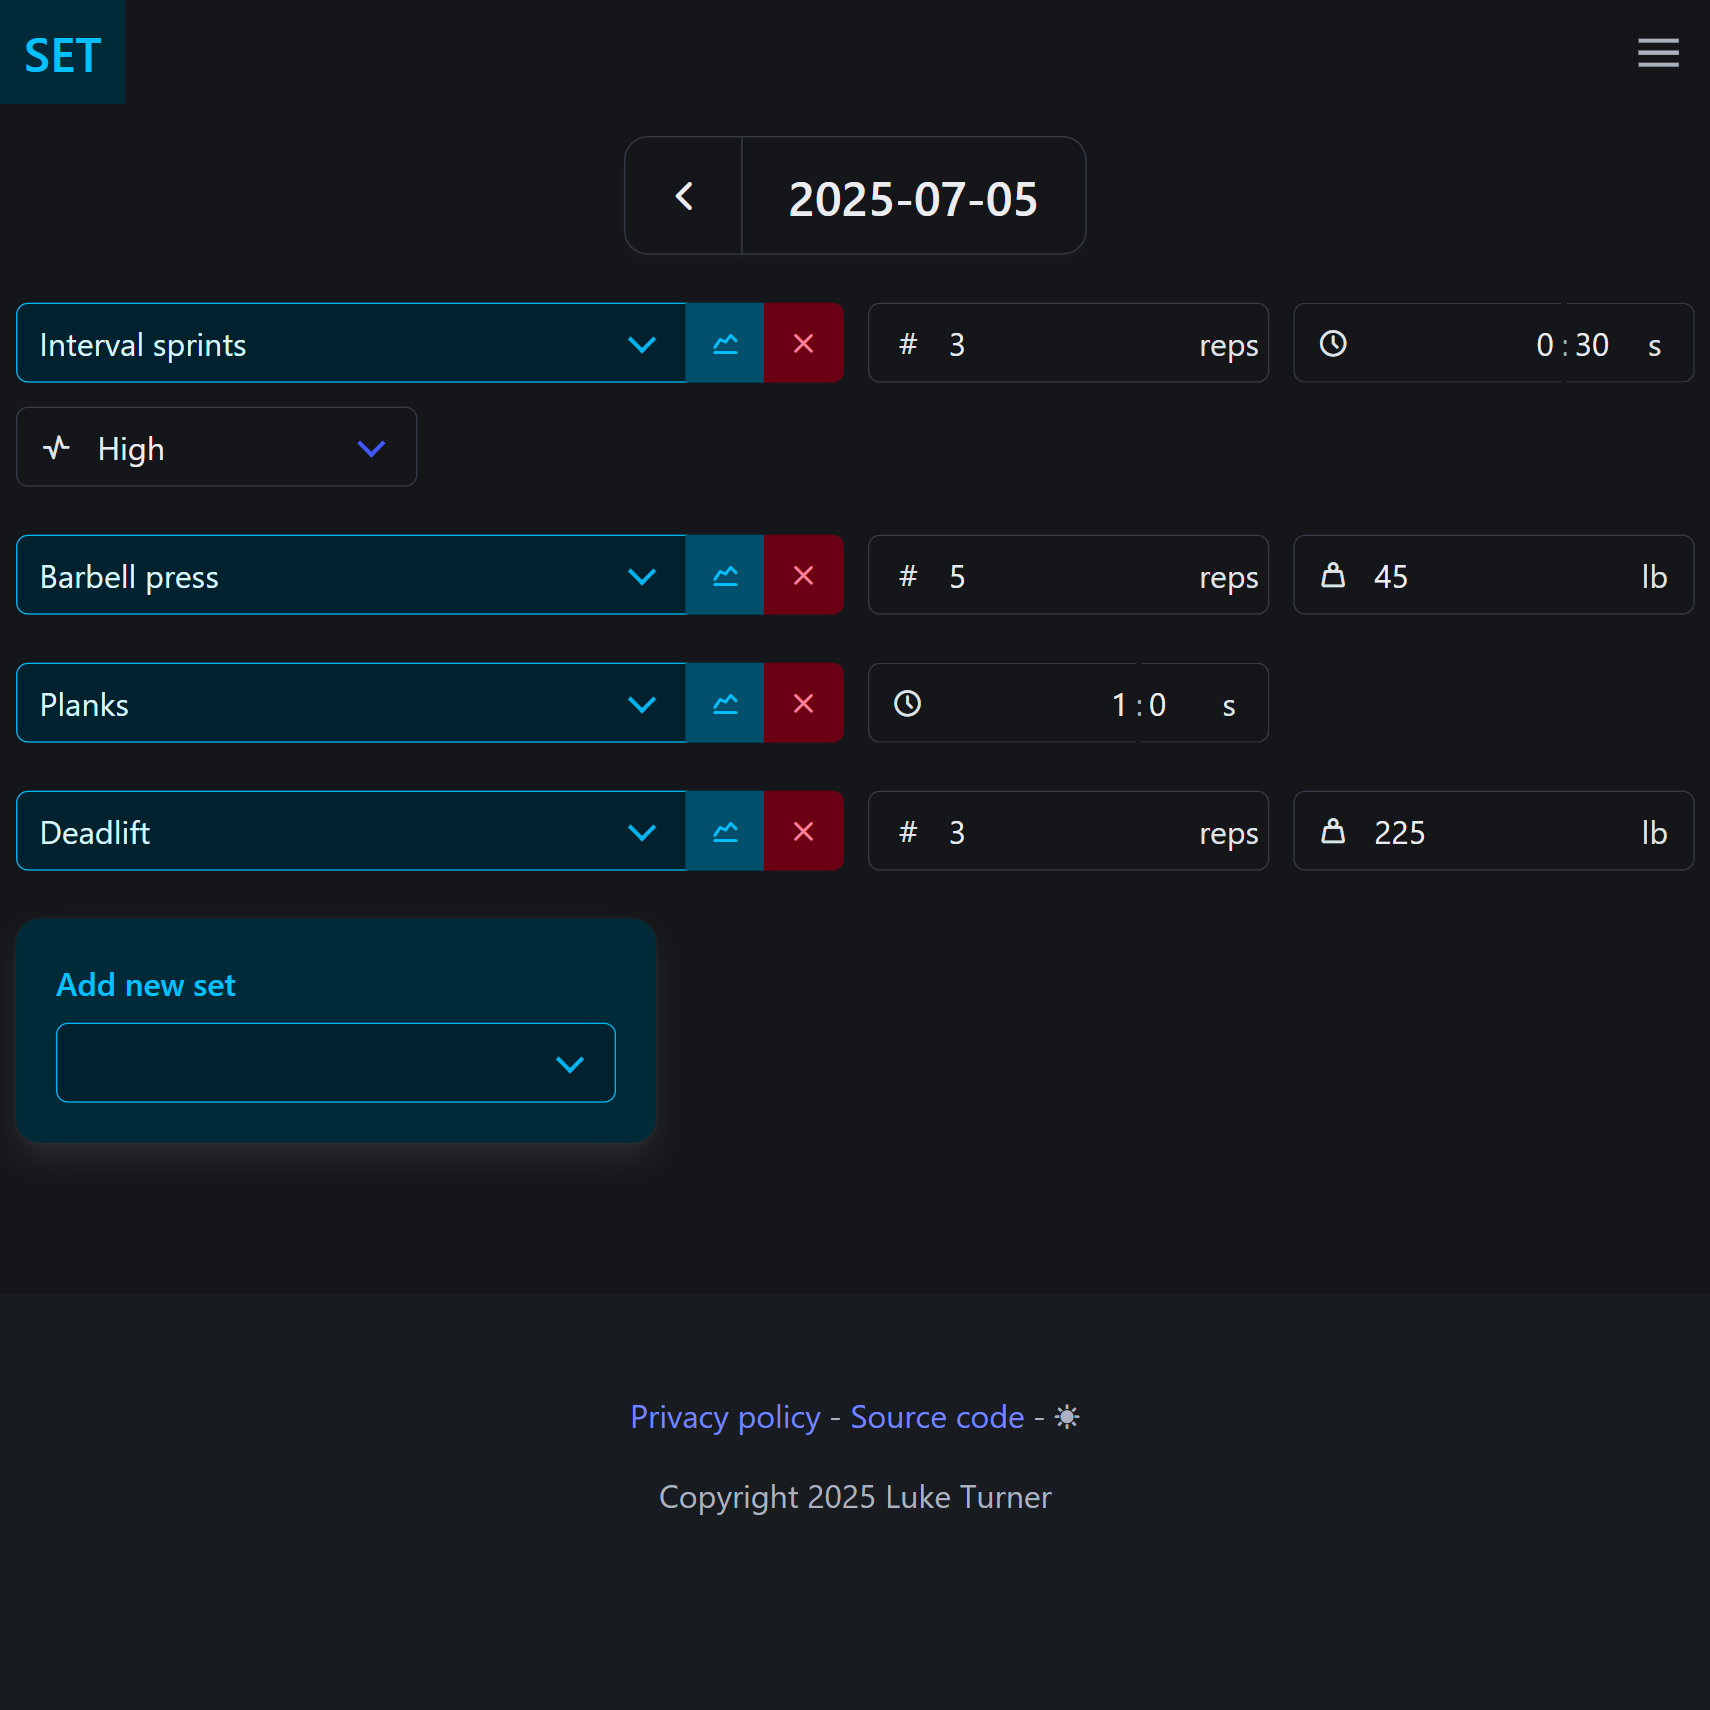 SET
2025-07-05
Interval sprints # 3 reps 0 : 30 s
High
Barbell press # 5 reps 45 lb
Planks 1 : 0 s
Deadlift # 3 reps 225 lb
Add new set
Privacy policy - Source code -
Copyright 2025 Luke Turner